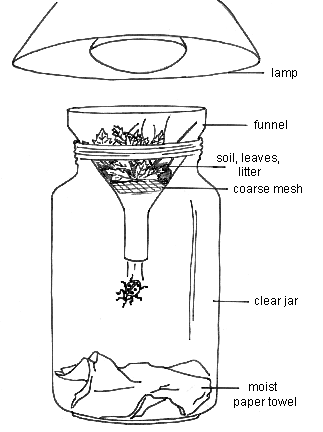 lamp
funnel
soil, leaves,
litter
coarse mesh
clear jar
moist
paper towel